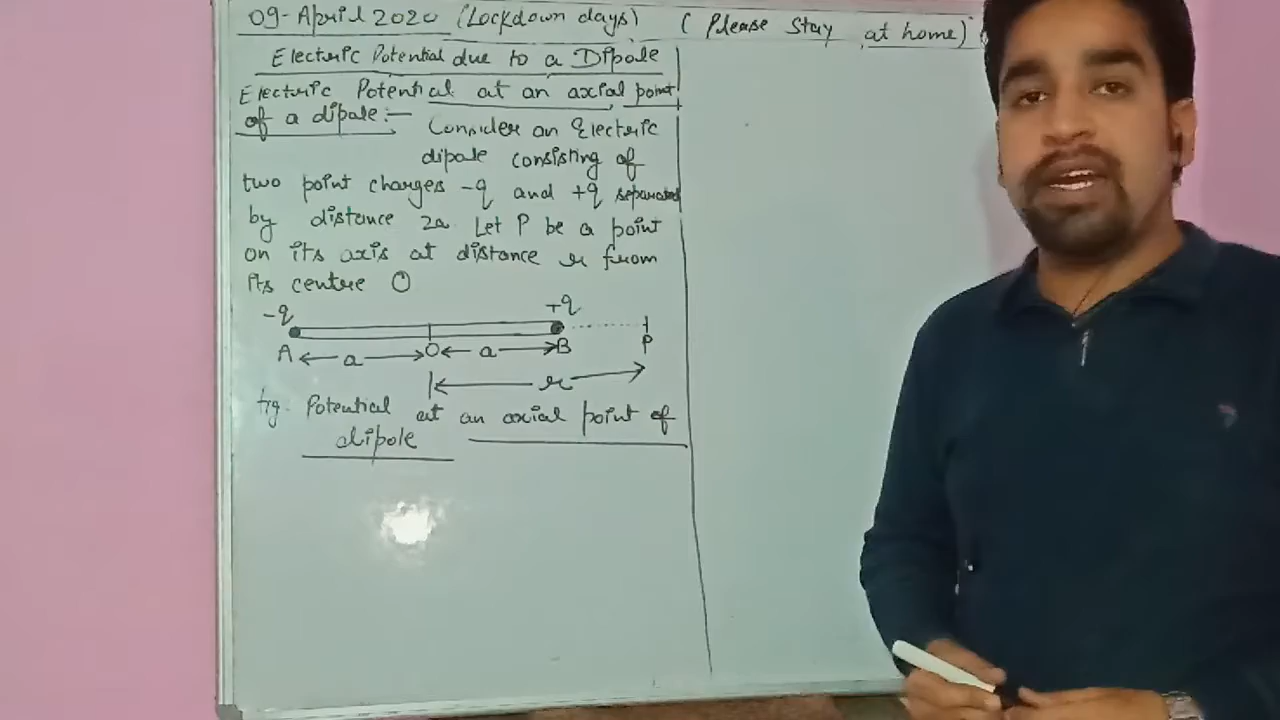 09-April 2020 (Lockdown days) (Please stay at home)
Electric Potential due to a Dipole
Electric Potential at an axial point
of a dipole:—
Consider an Electric
dipole consisting of
two point charges -q and +q separated
by distance 2a. Let P be a point
on its axis at distance r from
its centre O
-q +q
A a O a B P
r
fig. Potential at an axial point of
dipole